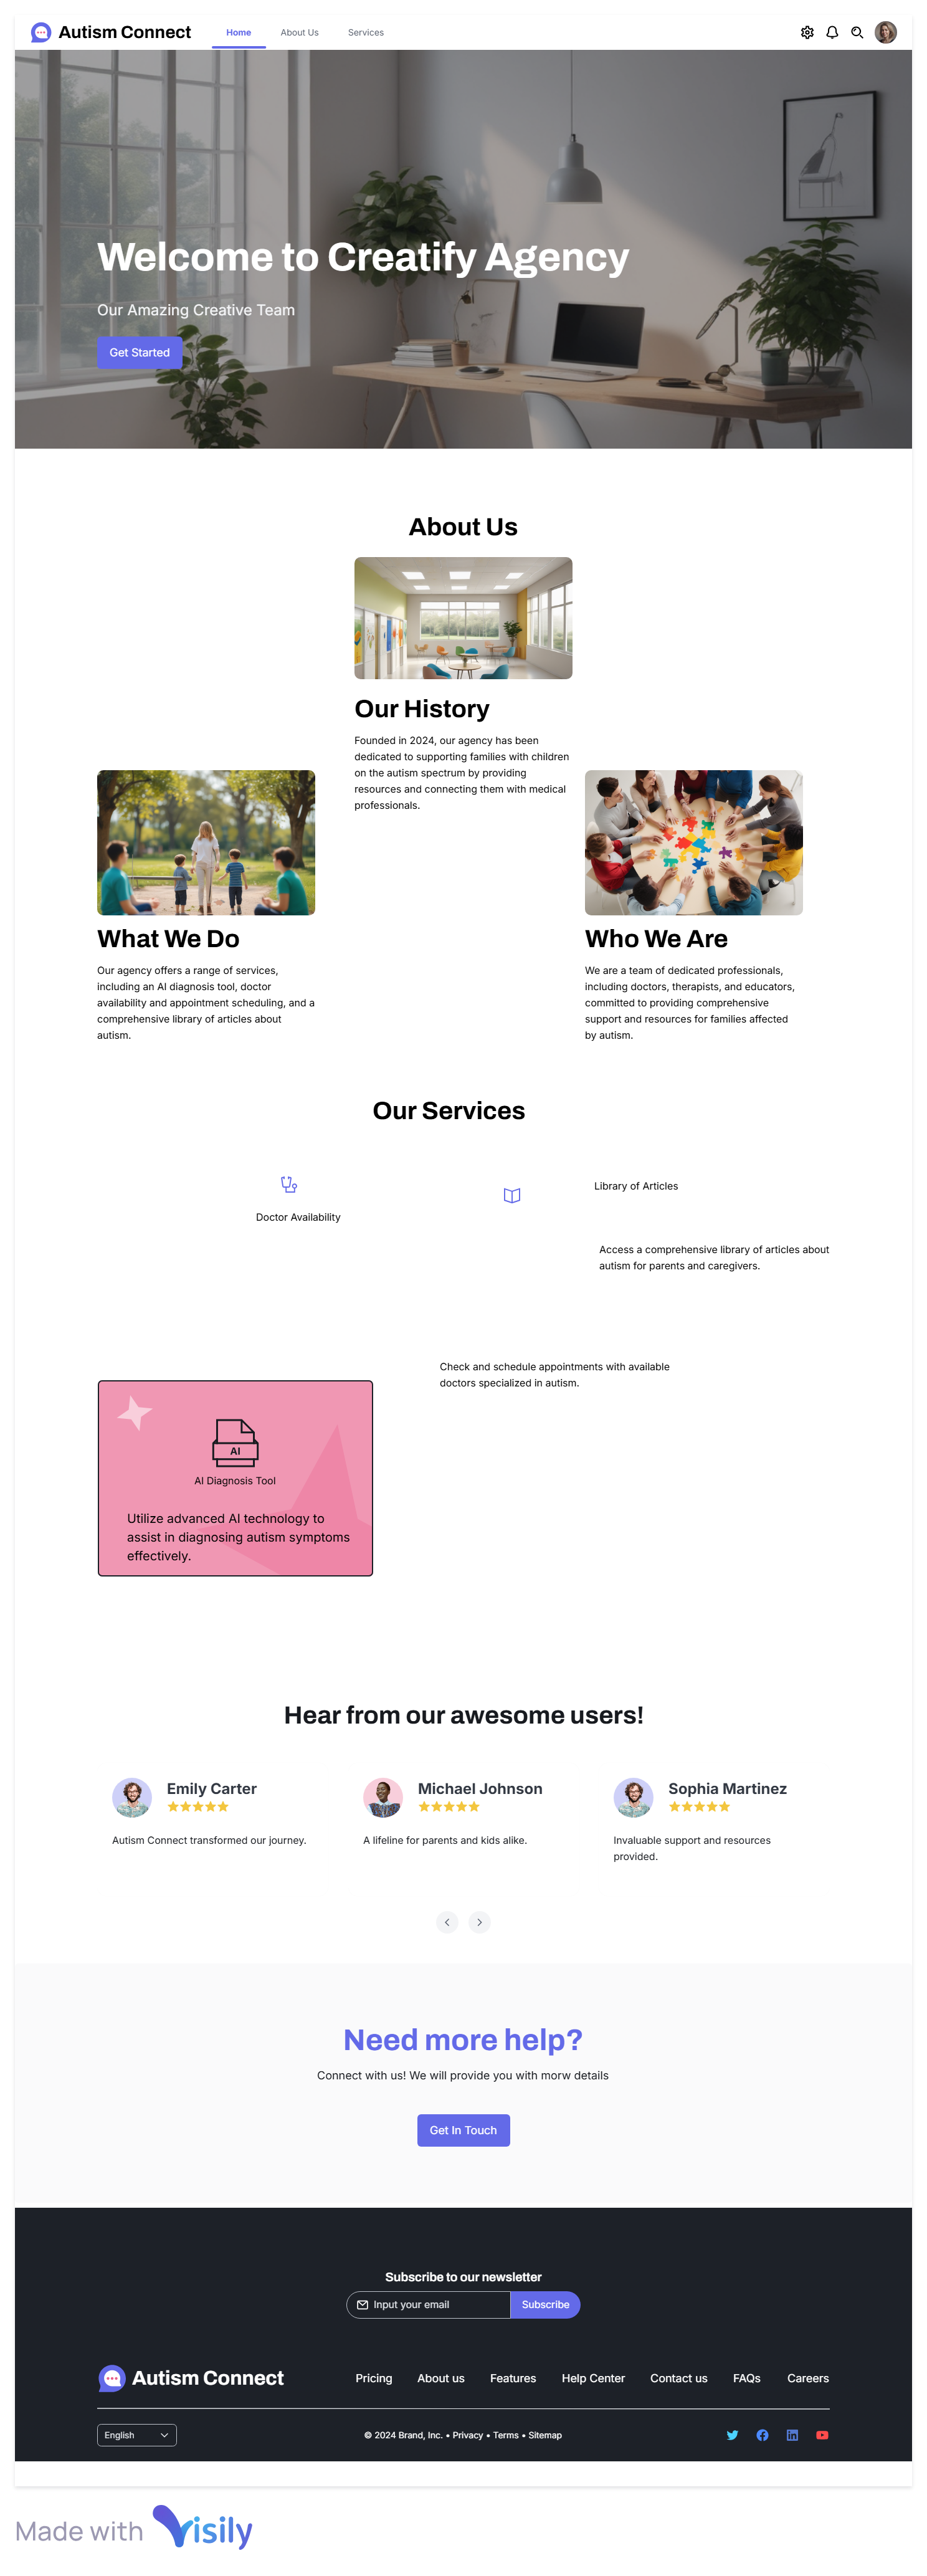 Autism Connect
Home
About Us
Services
Welcome to Creatify Agency
Our Amazing Creative Team
Get Started
About Us
Our History
Founded in 2024, our agency has been
dedicated to supporting families with children
on the autism spectrum by providing
resources and connecting them with medical
professionals.
What We Do
Our agency offers a range of services,
including an AI diagnosis tool, doctor
availability and appointment scheduling, and a
comprehensive library of articles about
autism.
Who We Are
We are a team of dedicated professionals,
including doctors, therapists, and educators,
committed to providing comprehensive
support and resources for families affected
by autism.
Our Services
Doctor Availability
Library of Articles
Access a comprehensive library of articles about
autism for parents and caregivers.
Check and schedule appointments with available
doctors specialized in autism.
AI
AI Diagnosis Tool
Utilize advanced AI technology to
assist in diagnosing autism symptoms
effectively.
Hear from our awesome users!
Emily Carter
Autism Connect transformed our journey.
Michael Johnson
A lifeline for parents and kids alike.
Sophia Martinez
Invaluable support and resources
provided.
Need more help?
Connect with us! We will provide you with morw details
Get In Touch
Subscribe to our newsletter
Input your email
Subscribe
Autism Connect
Pricing
About us
Features
Help Center
Contact us
FAQs
Careers
English
© 2024 Brand, Inc. • Privacy • Terms • Sitemap
Made with Visily